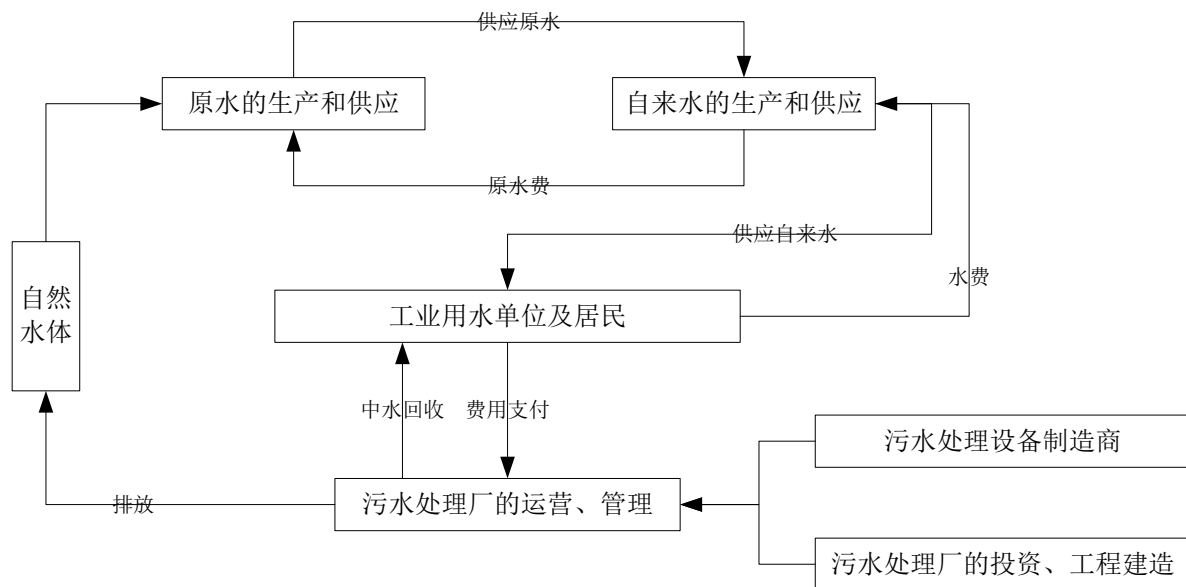 供应原水
原水的生产和供应
自来水的生产和供应
原水费
供应自来水
水费
自然
水体
工业用水单位及居民
中水回收
费用支付
污水处理设备制造商
排放
污水处理厂的运营、管理
污水处理厂的投资、工程建造